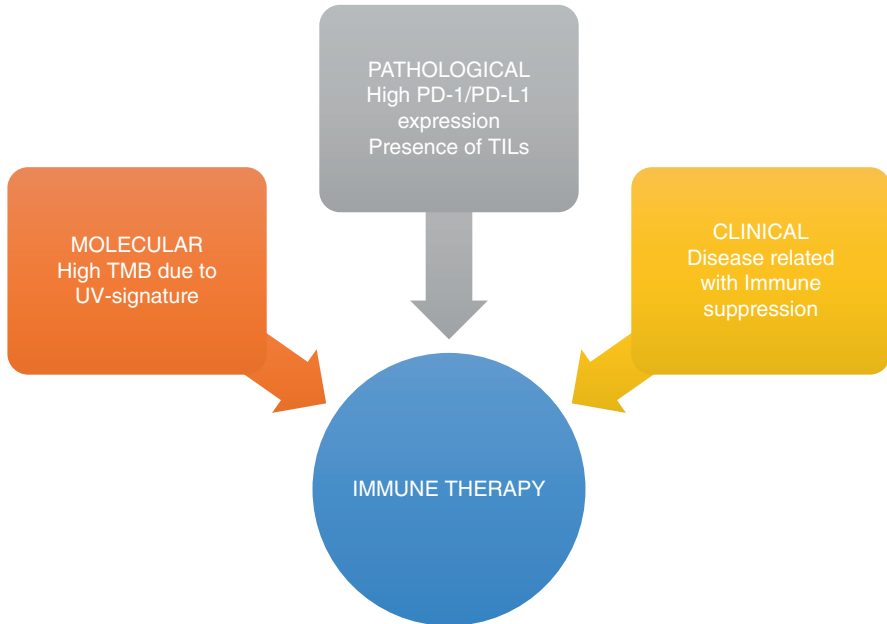 PATHOLOGICAL
High PD-1/PD-L1
expression
Presence of TILs
MOLECULAR
High TMB due to
UV-signature
CLINICAL
Disease related
with Immune
suppression
IMMUNE THERAPY